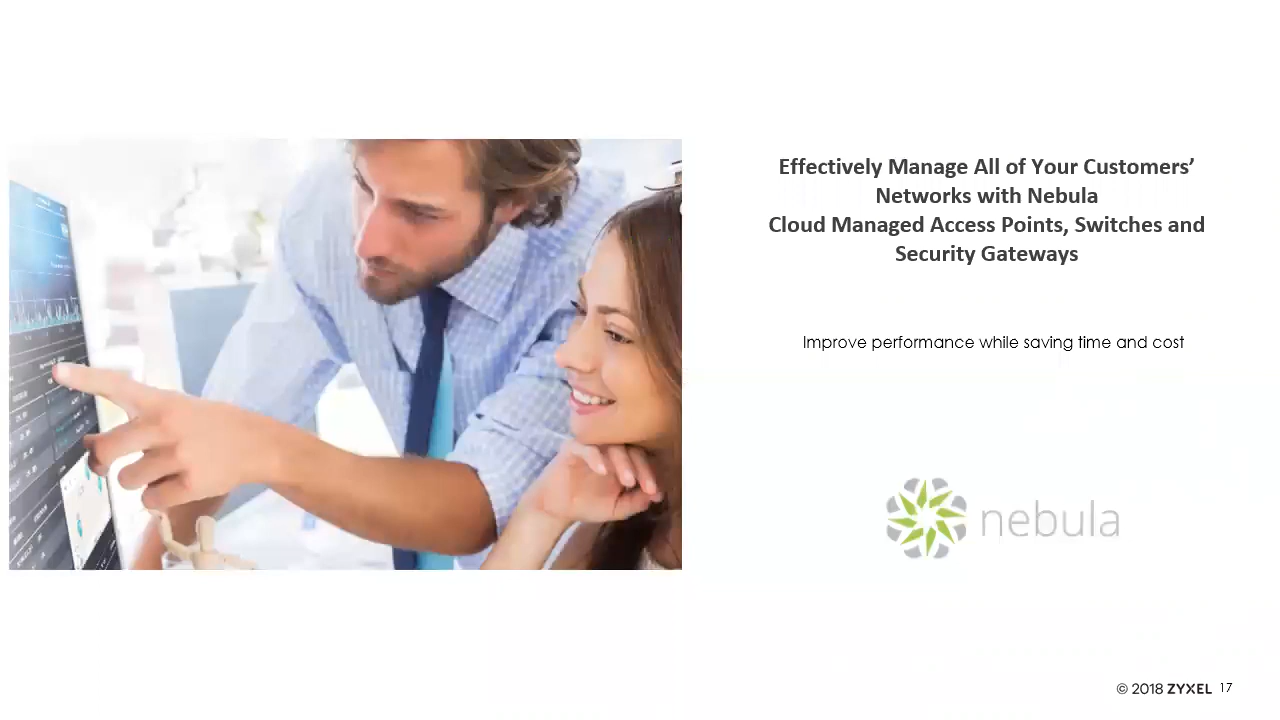 Effectively Manage All of Your Customers’
Networks with Nebula
Cloud Managed Access Points, Switches and
Security Gateways
Improve performance while saving time and cost
nebula
© 2018 ZYXEL 17